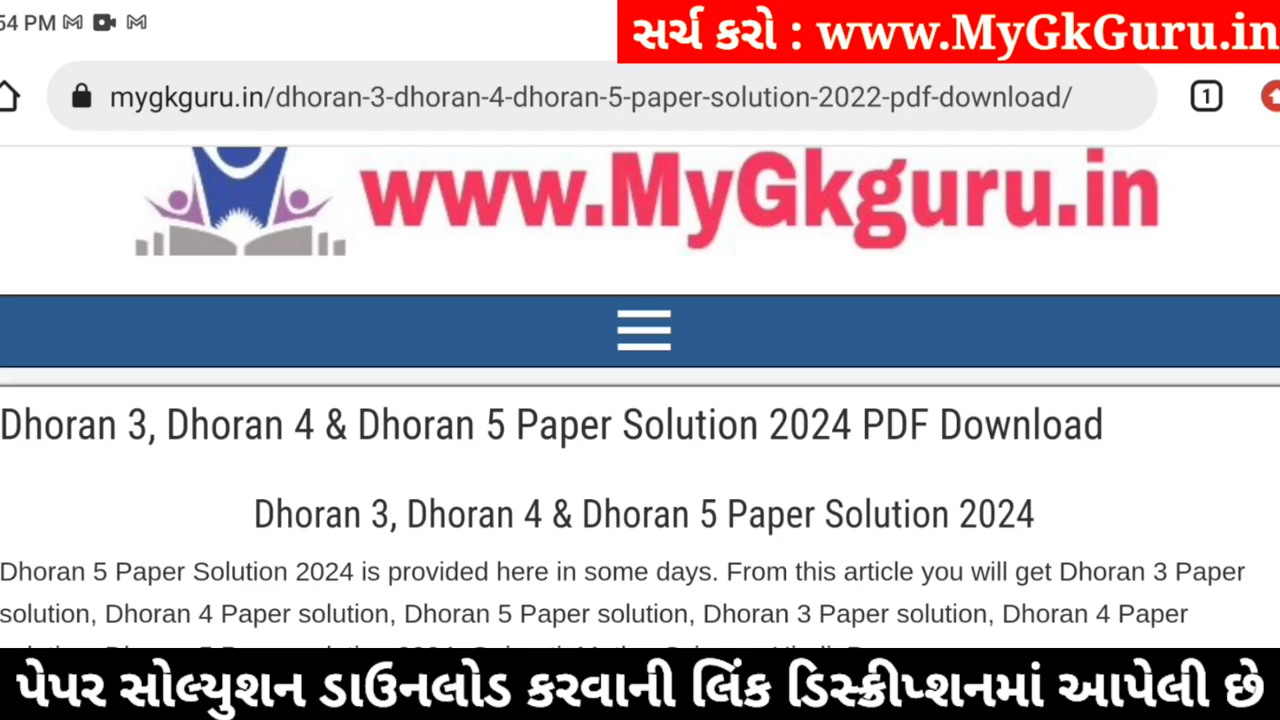 54 PM
સર્ચ કરો : www.MyGkGuru.in
mygkguru.in/dhoran-3-dhoran-4-dhoran-5-paper-solution-2022-pdf-download/
1
www.MyGkguru.in
Dhoran 3, Dhoran 4 & Dhoran 5 Paper Solution 2024 PDF Download
Dhoran 3, Dhoran 4 & Dhoran 5 Paper Solution 2024
Dhoran 5 Paper Solution 2024 is provided here in some days. From this article you will get Dhoran 3 Paper
solution, Dhoran 4 Paper solution, Dhoran 5 Paper solution, Dhoran 3 Paper solution, Dhoran 4 Paper
પેપર સોલ્યુશન ડાઉનલોડ કરવાની લિંક ડિસ્ક્રીપ્શનમાં આપેલી છે